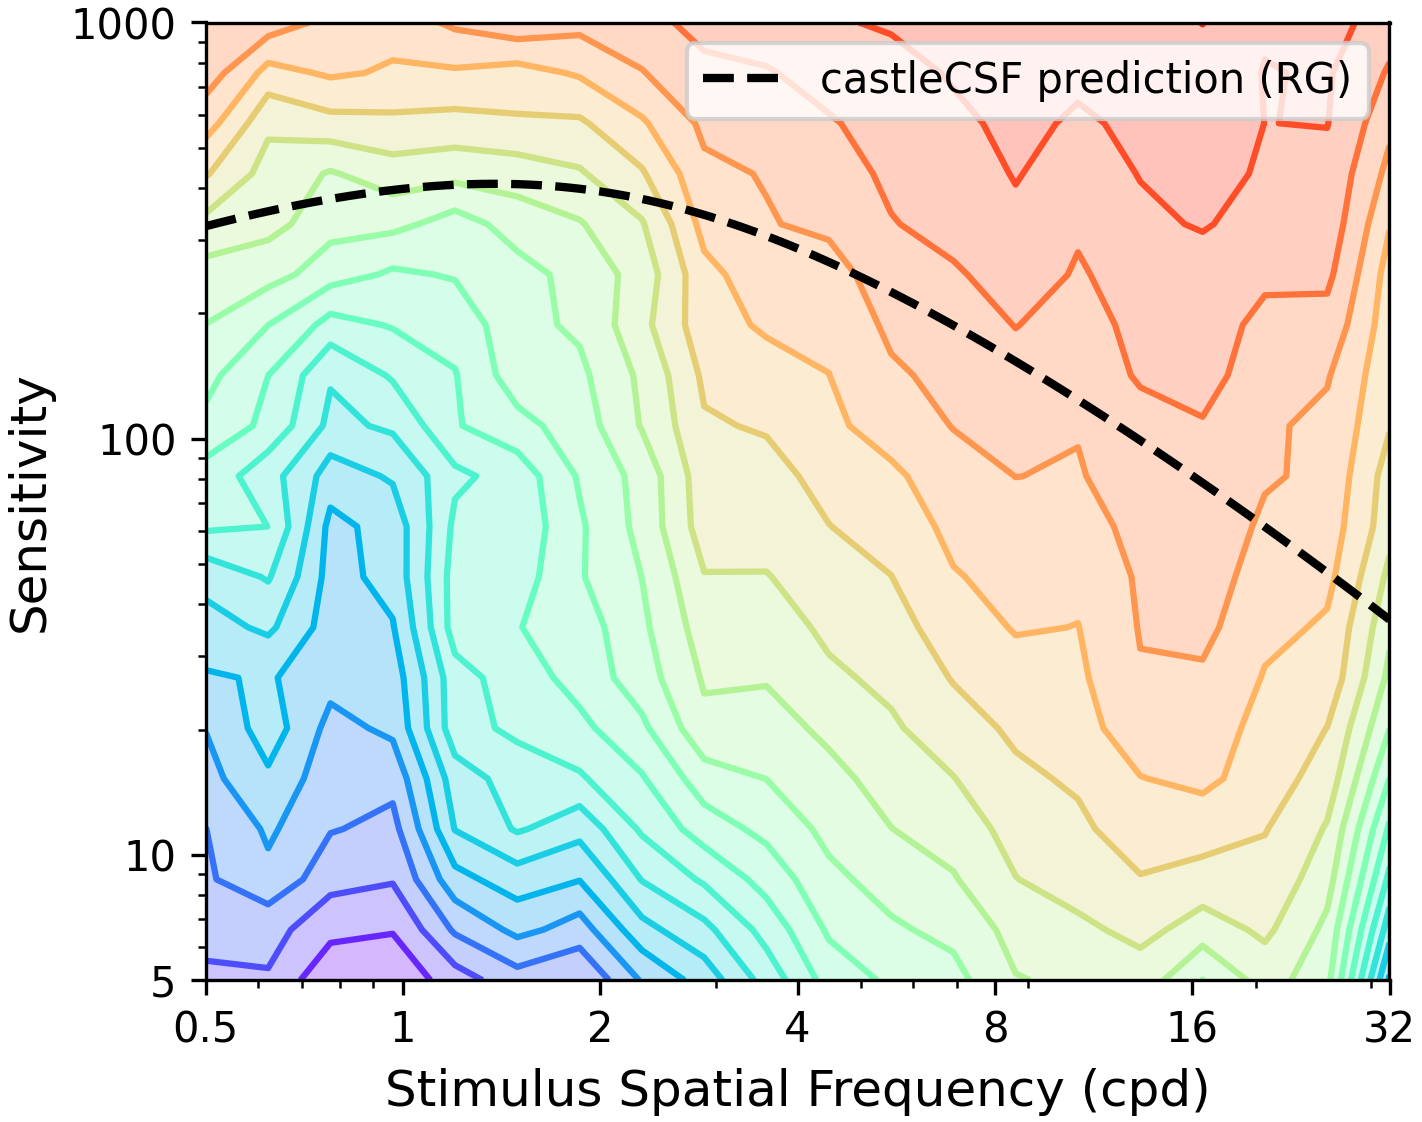 1000
castleCSF prediction (RG)
100
Sensitivity
10
5
0.5 1 2 4 8 16 32
Stimulus Spatial Frequency (cpd)